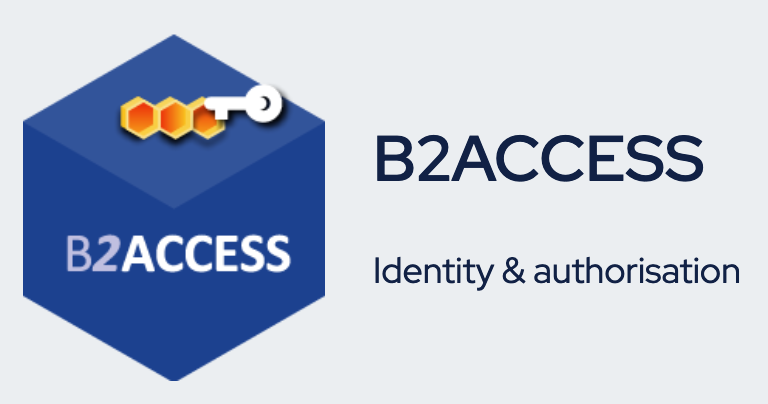 B2ACCESS
B2ACCESS
Identity & authorisation